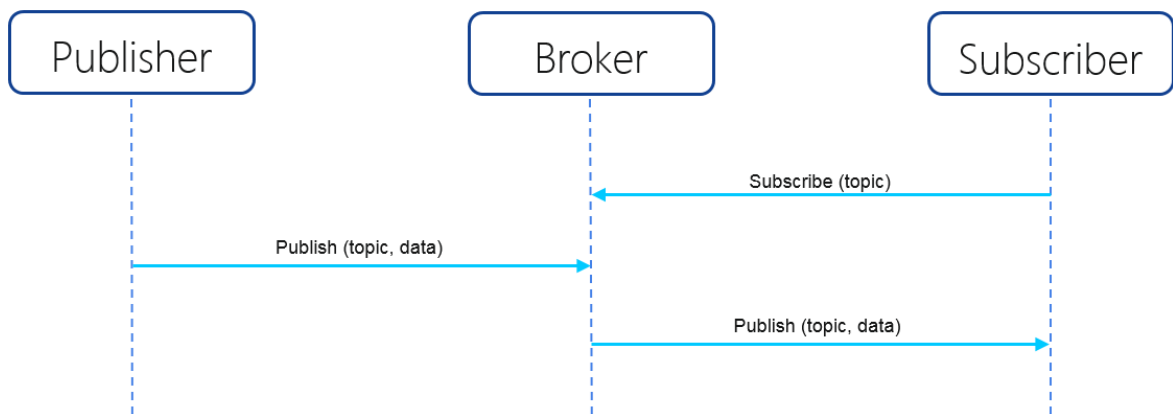 Publisher
Broker
Subscriber
Subscribe (topic)
Publish (topic, data)
Publish (topic, data)